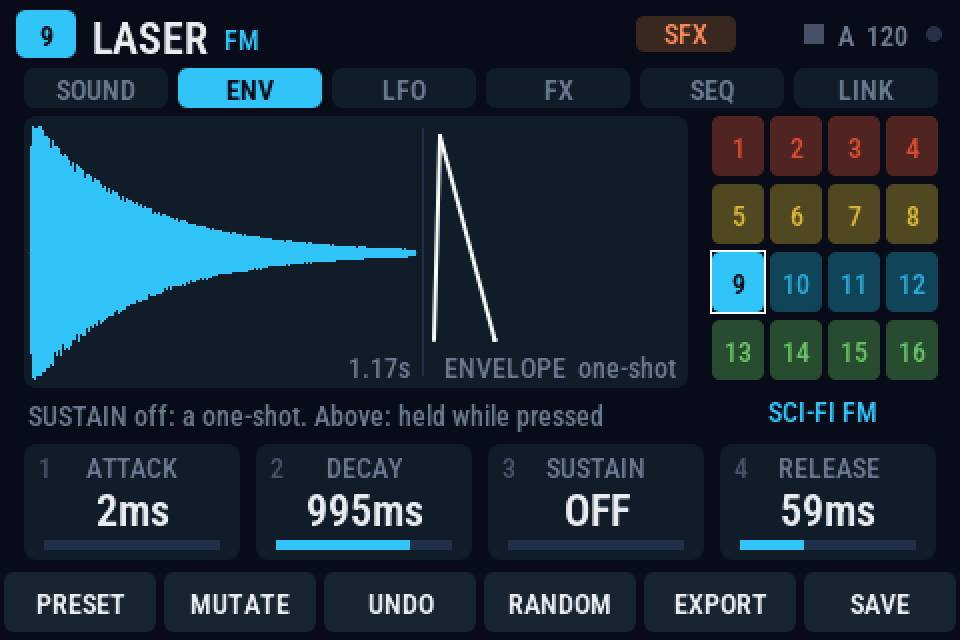 9 LASER FM SFX A 120
SOUND ENV LFO FX SEQ LINK
1 2 3 4
5 6 7 8
9 10 11 12
13 14 15 16
1.17s ENVELOPE one-shot
SUSTAIN off: a one-shot. Above: held while pressed
SCI-FI FM
1 ATTACK 2 DECAY 3 SUSTAIN 4 RELEASE
2ms 995ms OFF 59ms
PRESET MUTATE UNDO RANDOM EXPORT SAVE